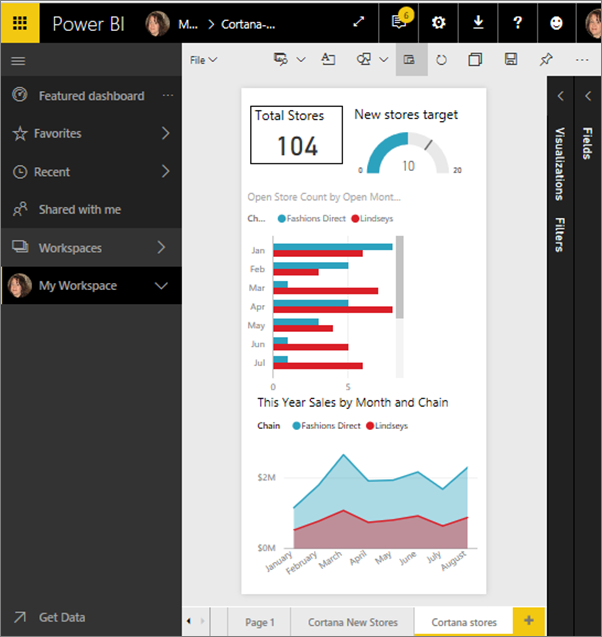 Power BI
M... > Cortana-...
6
?
File
Featured dashboard ...
Favorites
Recent
Shared with me
Workspaces
My Workspace
Get Data
Total Stores
104
New stores target
10
0
20
Open Store Count by Open Mont...
Ch... Fashions Direct Lindseys
Jan
Feb
Mar
Apr
May
Jun
Jul
0 5
This Year Sales by Month and Chain
Chain Fashions Direct Lindseys
$2M
$0M
January February March April May June July August
Visualizations
Filters
Fields
Page 1 Cortana New Stores Cortana stores +